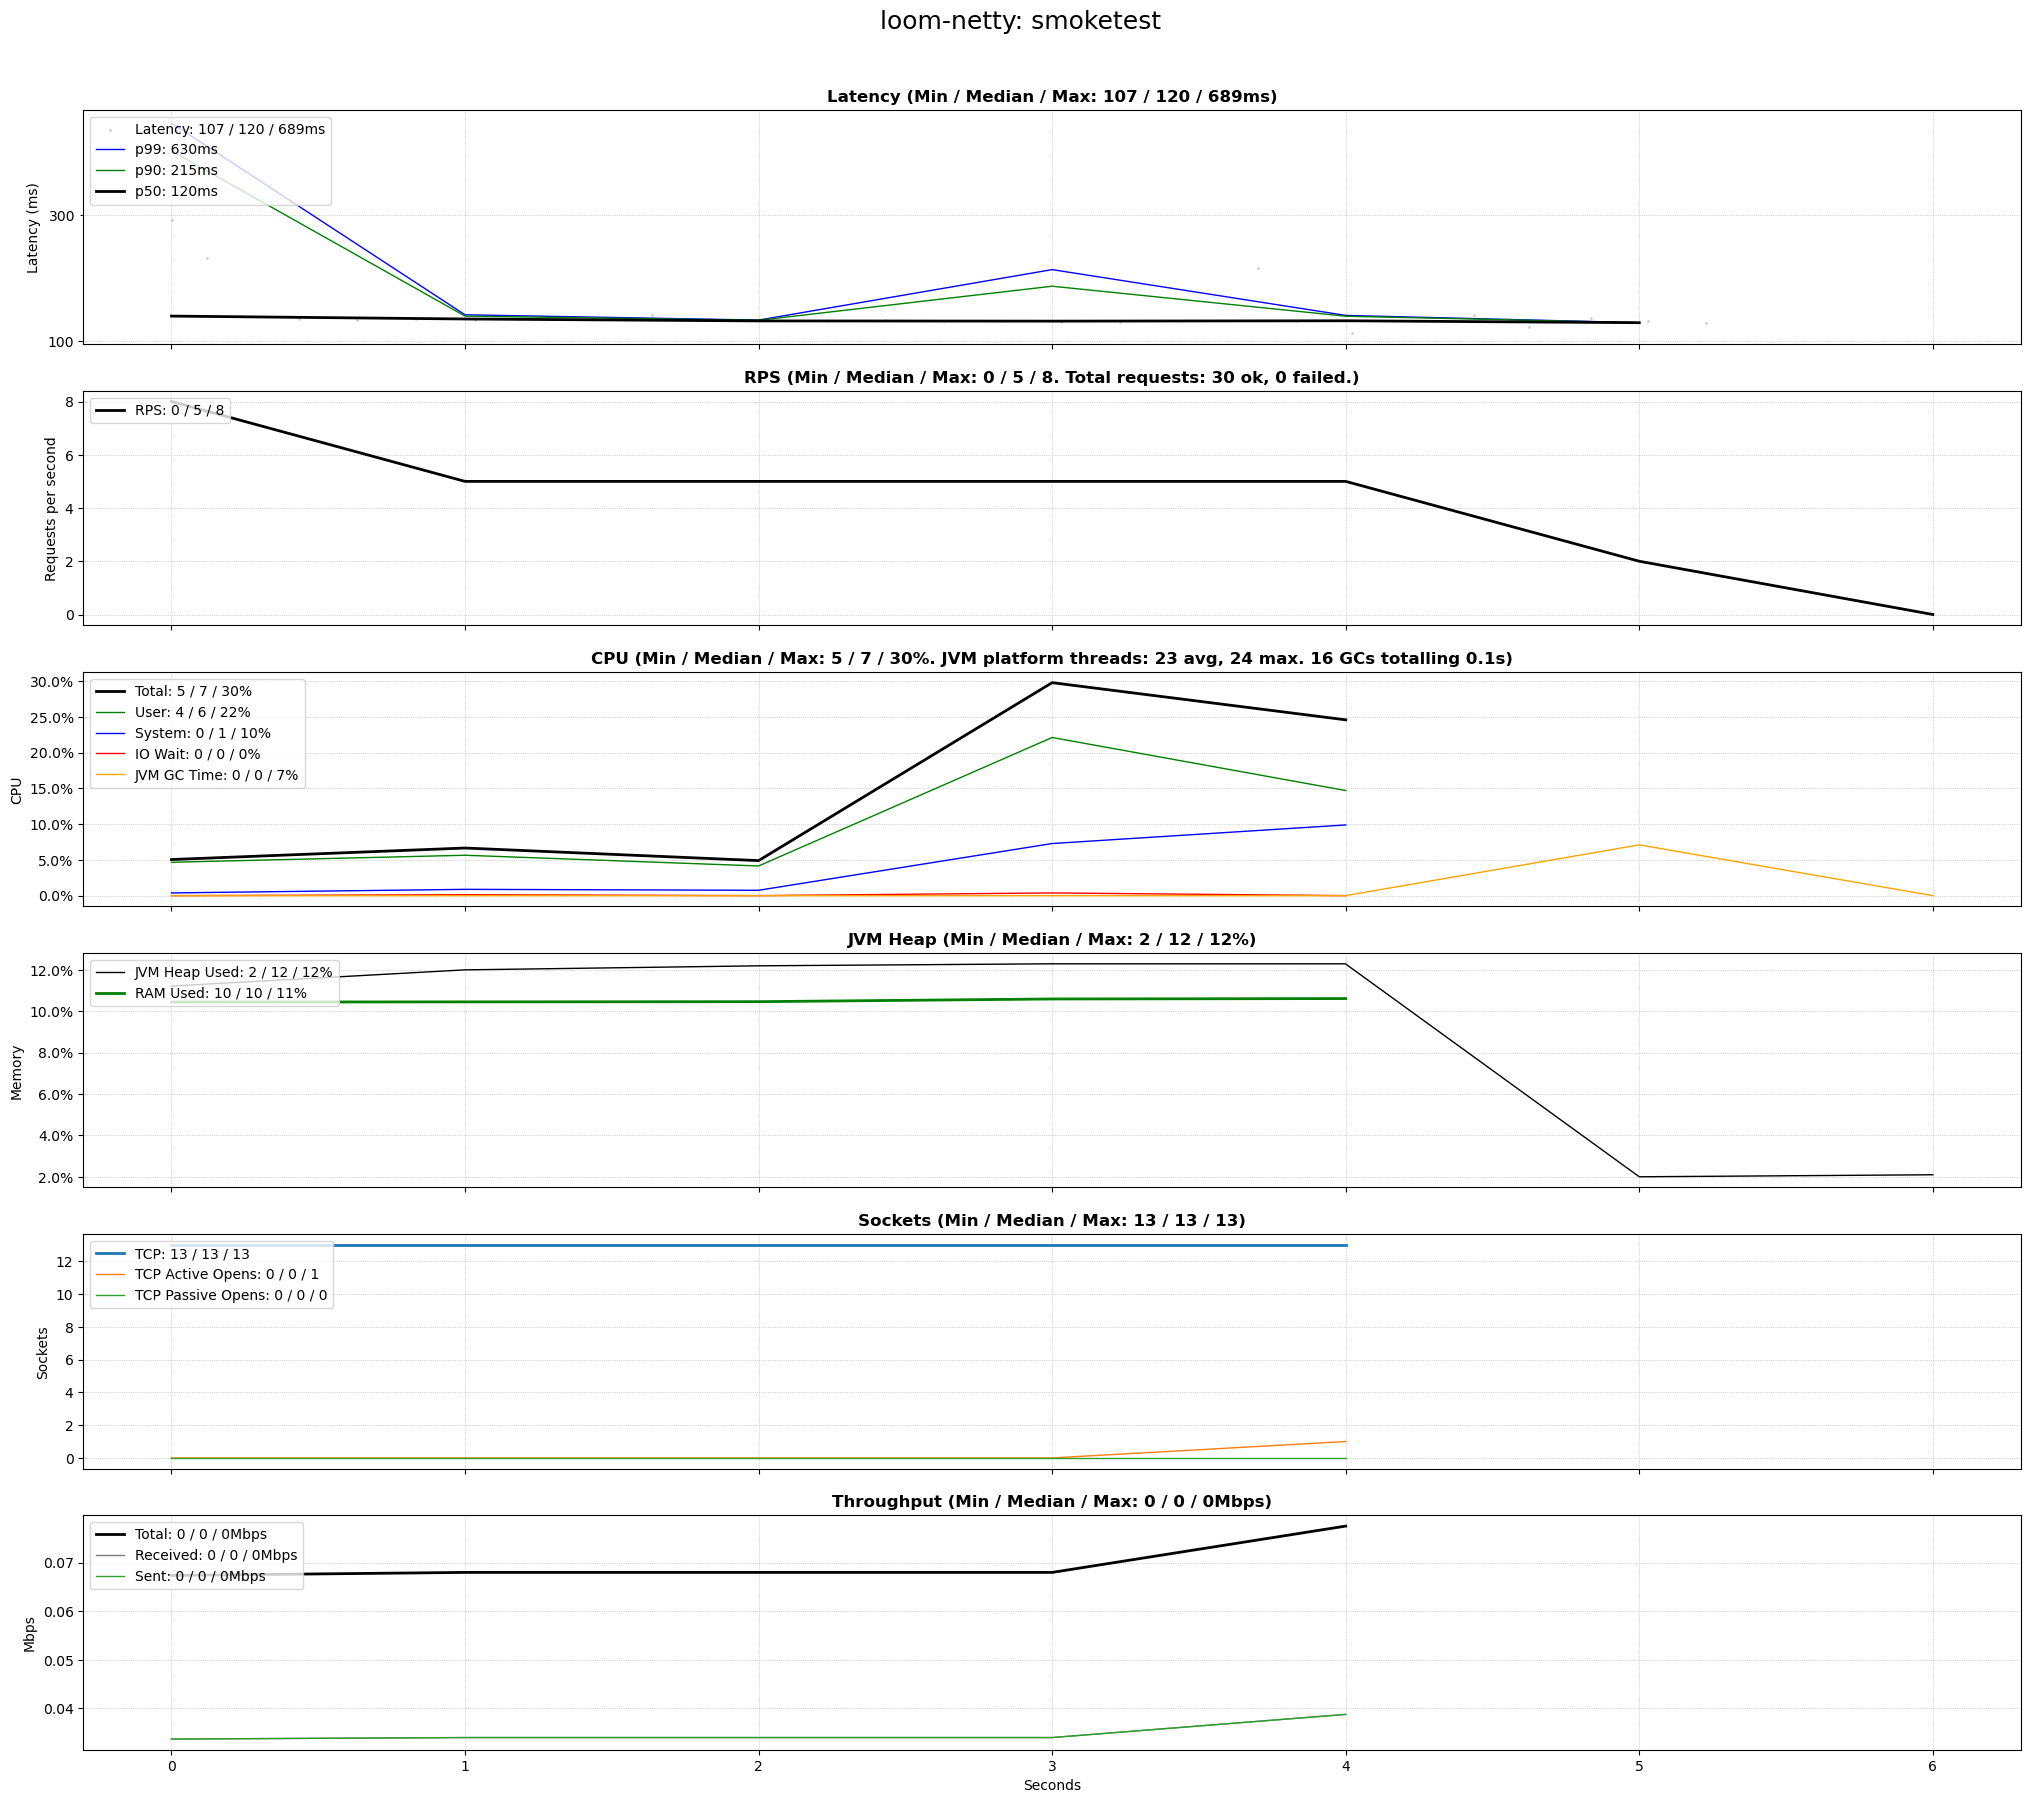 loom-netty: smoketest
Latency (Min / Median / Max: 107 / 120 / 689ms)
Latency: 107 / 120 / 689ms
p99: 630ms
p90: 215ms
p50: 120ms
Latency (ms)
300
100
RPS (Min / Median / Max: 0 / 5 / 8. Total requests: 30 ok, 0 failed.)
RPS: 0 / 5 / 8
Requests per second
8
6
4
2
0
CPU (Min / Median / Max: 5 / 7 / 30%. JVM platform threads: 23 avg, 24 max. 16 GCs totalling 0.1s)
Total: 5 / 7 / 30%
User: 4 / 6 / 22%
System: 0 / 1 / 10%
IO Wait: 0 / 0 / 0%
JVM GC Time: 0 / 0 / 7%
CPU
30.0%
25.0%
20.0%
15.0%
10.0%
5.0%
0.0%
JVM Heap (Min / Median / Max: 2 / 12 / 12%)
JVM Heap Used: 2 / 12 / 12%
RAM Used: 10 / 10 / 11%
Memory
12.0%
10.0%
8.0%
6.0%
4.0%
2.0%
Sockets (Min / Median / Max: 13 / 13 / 13)
TCP: 13 / 13 / 13
TCP Active Opens: 0 / 0 / 1
TCP Passive Opens: 0 / 0 / 0
Sockets
12
10
8
6
4
2
0
Throughput (Min / Median / Max: 0 / 0 / 0Mbps)
Total: 0 / 0 / 0Mbps
Received: 0 / 0 / 0Mbps
Sent: 0 / 0 / 0Mbps
Mbps
0.07
0.06
0.05
0.04
0 1 2 3 4 5 6
Seconds